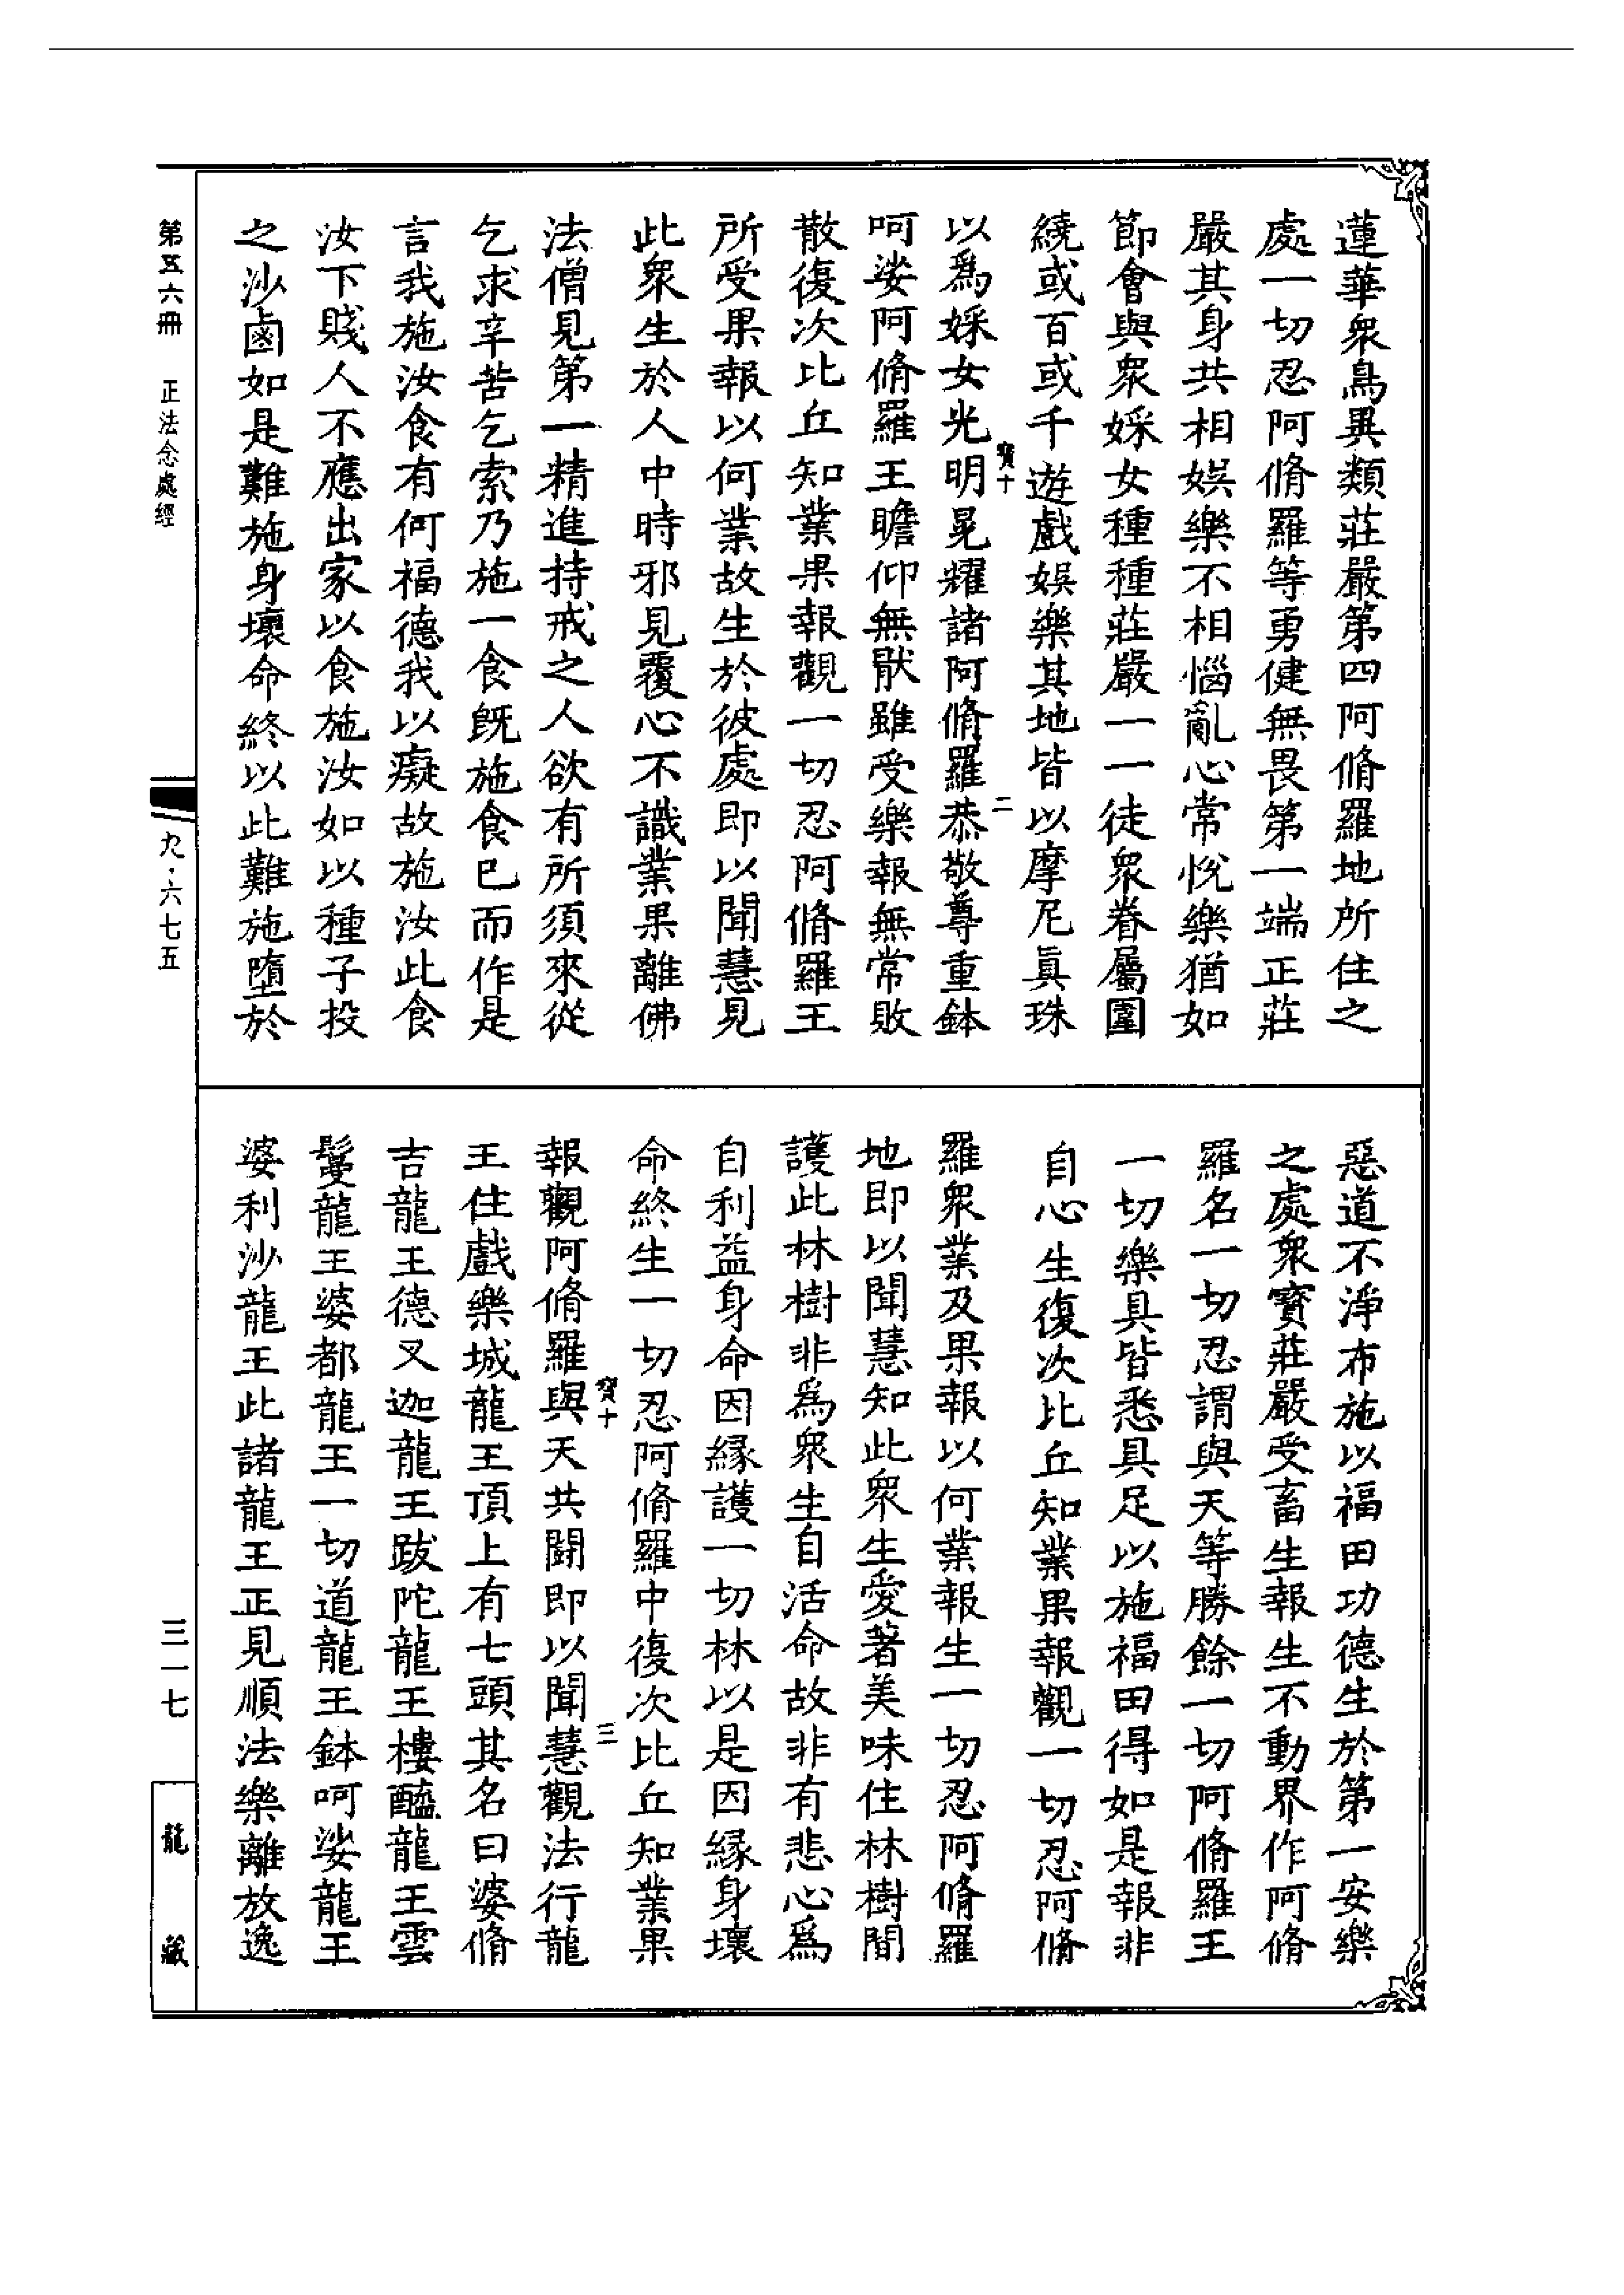 蓮華衆鳥異類莊嚴第四阿脩羅地所住之
處一切忍阿脩羅等勇健無畏第一端正莊
嚴其身共相娛樂不相惱亂心常悅樂猶如
節會與衆婇女種種莊嚴一一徒衆眷屬圍
繞或百或千遊戲娛樂其地皆以摩尼眞珠
寶十
二
以爲婇女光明晃耀諸阿脩羅恭敬尊重鉢
呵娑阿脩羅王瞻仰無猒雖受樂報無常敗
散復次比丘知業果報觀一切忍阿脩羅王
所受果報以何業故生於彼處即以聞慧見
此衆生於人中時邪見覆心不識業果離佛
法僧見第一精進持戒之人欲有所須來從
乞求辛苦乞索乃施一食旣施食已而作是
言我施汝食有何福德我以癡故施汝此食
汝下賤人不應出家以食施汝如以種子投
之沙鹵如是難施身壞命終以此難施墮於
惡道不淨布施以福田功德生於第一安樂
之處衆寶莊嚴受畜生報生不動界作阿脩
羅名一切忍謂與天等勝餘一切阿脩羅王
一切樂具皆悉具足以施福田得如是報非
自心生復次比丘知業果報觀一切忍阿脩
羅衆業及果報以何業報生一切忍阿脩羅
地即以聞慧知此衆生愛著美味住林樹間
護此林樹非爲衆生自活命故非有悲心爲
自利益身命因緣護一切林以是因緣身壞
命終生一切忍阿脩羅中復次比丘知業果
寶十
三
報觀阿脩羅與天共鬪即以聞慧觀法行龍
王住戲樂城龍王頂上有七頭其名曰婆脩
吉龍王德叉迦龍王跋陀龍王樓醯龍王雲
鬘龍王婆都龍王一切道龍王鉢呵娑龍王
婆利沙龍王此諸龍王正見順法樂離放逸
第五六冊　正法念處經
九·六七五
三一七
龍藏